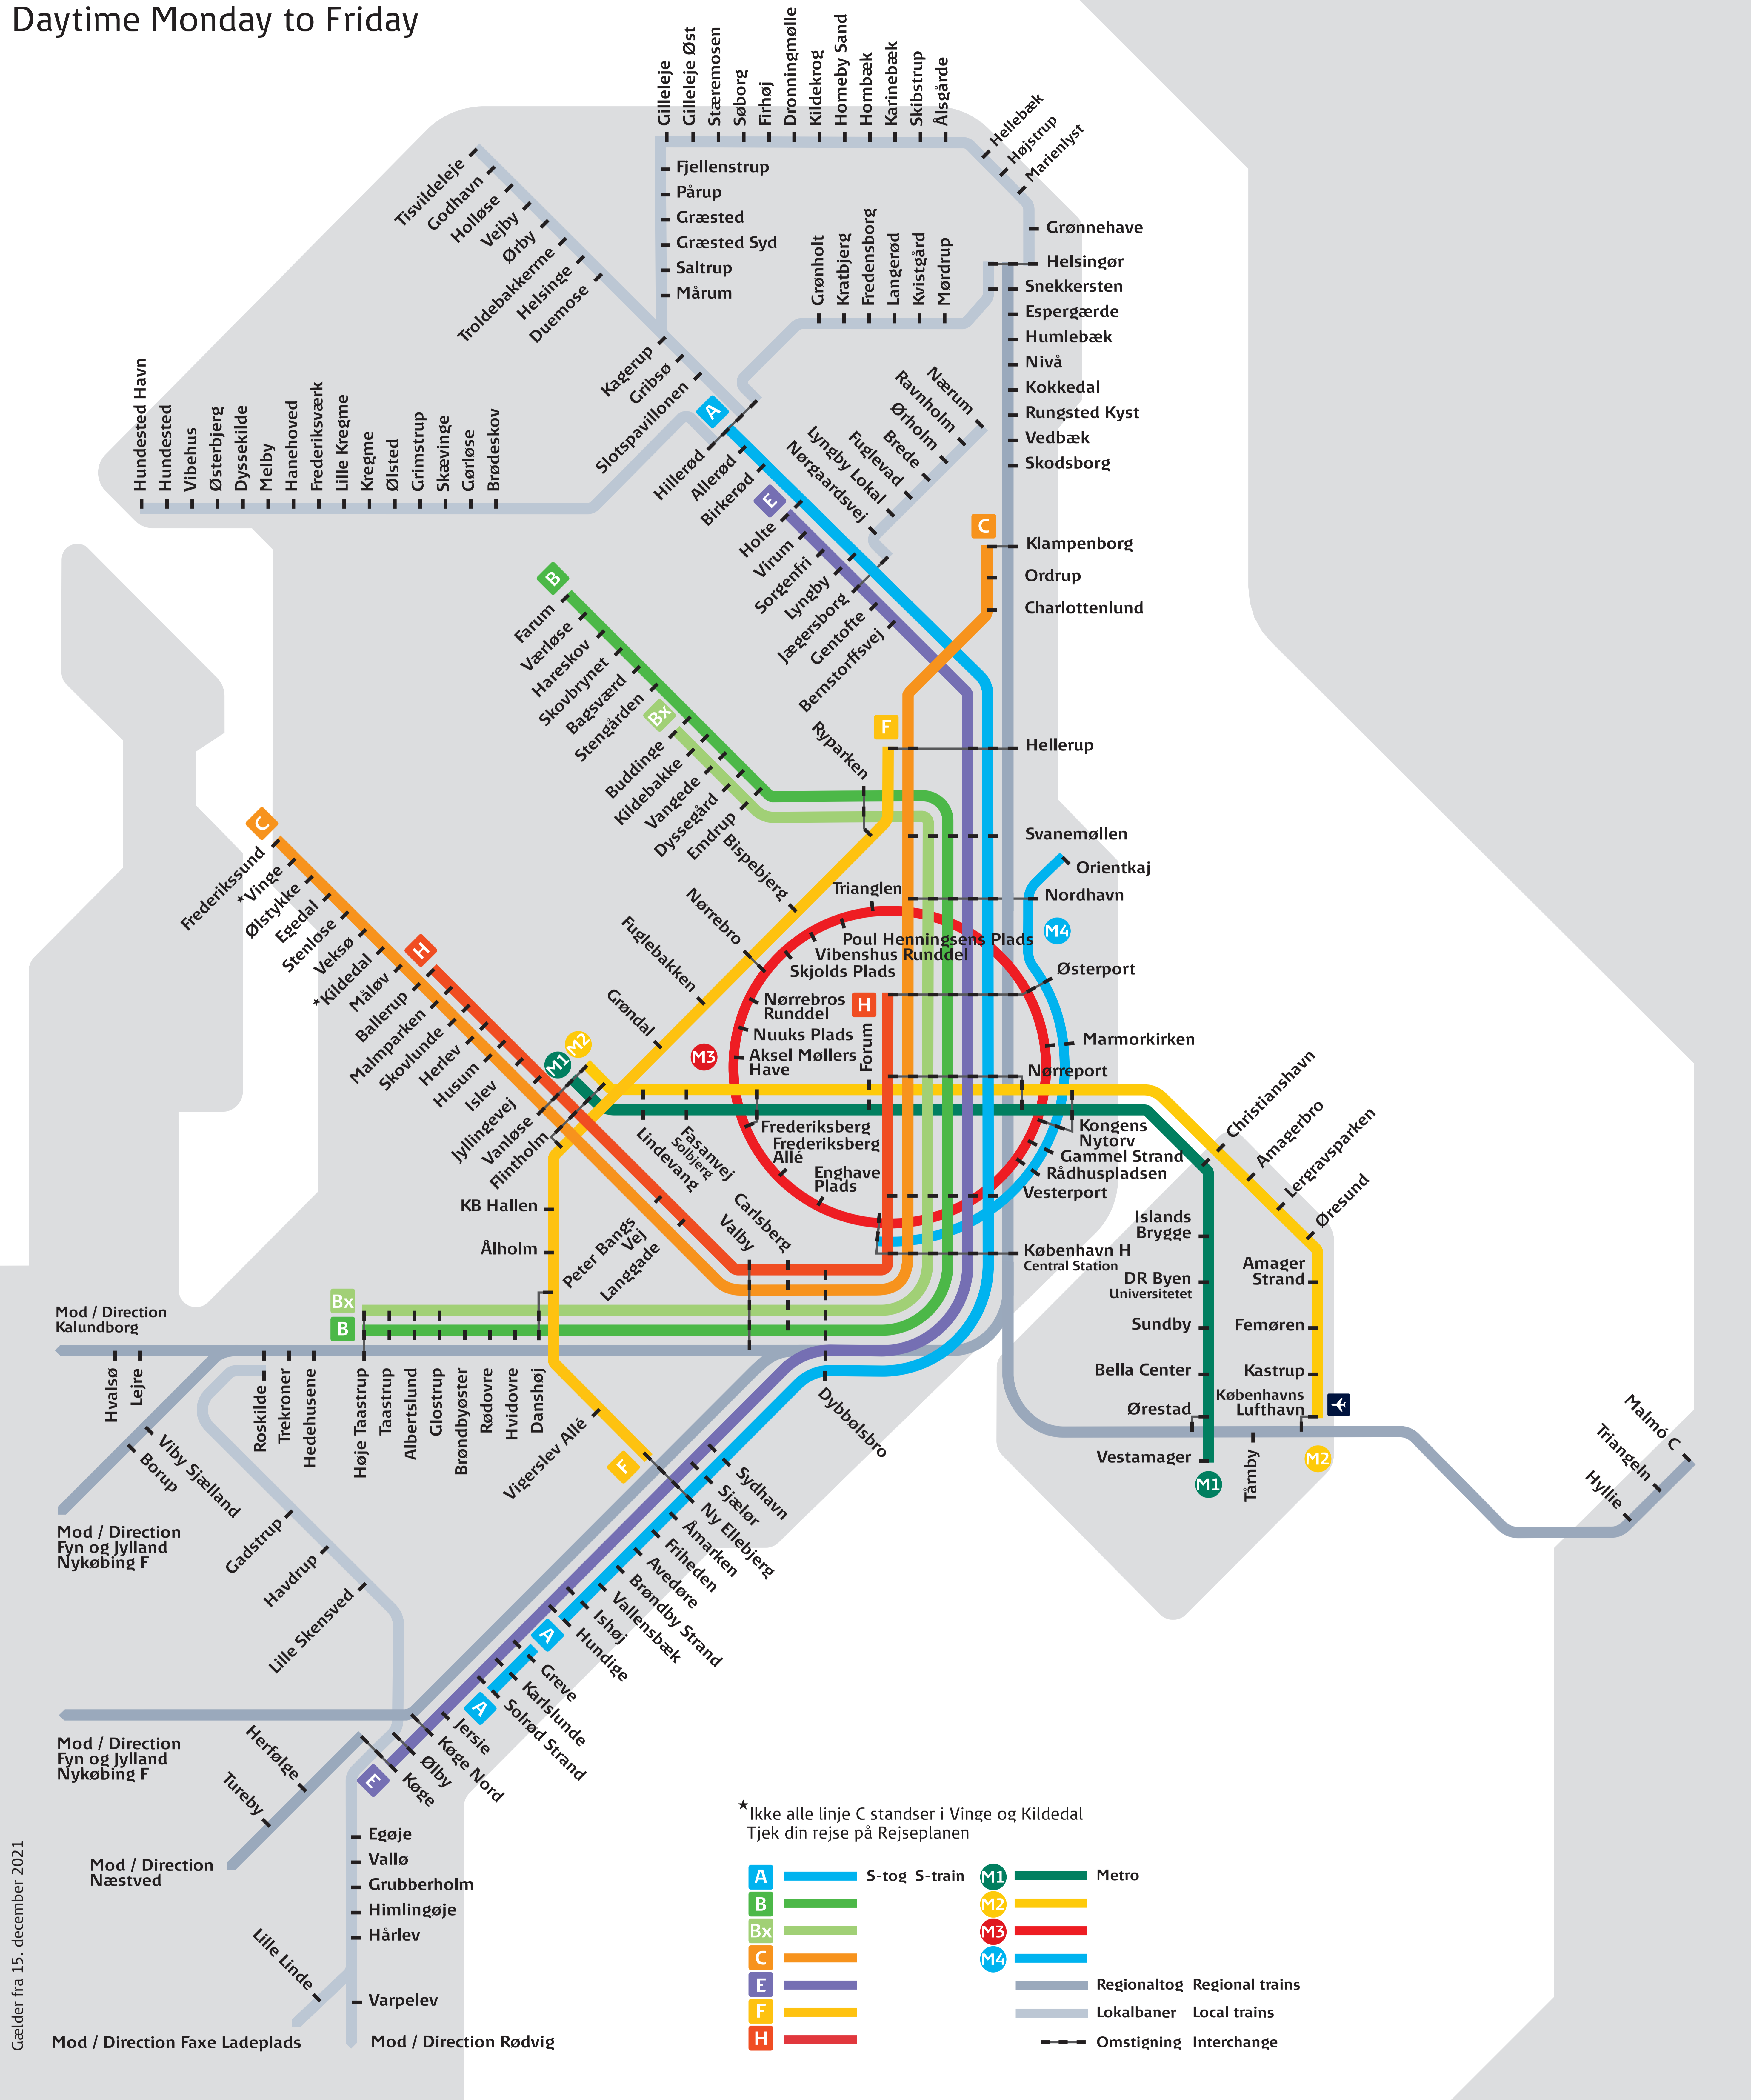 Daytime Monday to Friday
Gilleleje
Gilleleje Øst
Stæremosen
Søborg
Firhøj
Dronningmølle
Kildekrog
Horneby Sand
Hornbæk
Karinebæk
Skibstrup
Ålsgårde
Hellebæk
Højstrup
Marienlyst
Grønnehave
Helsingør
Snekkersten
Espergærde
Humlebæk
Nivå
Kokkedal
Rungsted Kyst
Vedbæk
Skodsborg
Klampenborg
Ordrup
Charlottenlund
Hellerup
Svanemøllen
Fjellenstrup
Pårup
Græsted
Græsted Syd
Saltrup
Mårum
Tisvildeleje
Godhavn
Holløse
Vejby
Ørby
Troldebakkerne
Helsinge
Duemose
Kagerup
Gribsø
Slotspavillonen
Grønholt
Kratbjerg
Fredensborg
Langerød
Kvistgård
Mørdrup
Hundested Havn
Hundested
Vibehus
Østerbjerg
Dyssekilde
Melby
Hanehoved
Frederiksværk
Lille Kregme
Kregme
Ølsted
Grimstrup
Skævinge
Gørløse
Brødeskov
A
Hillerød
Allerød
Birkerød
E
Holte
Virum
Sorgenfri
Lyngby
Jægersborg
Gentofte
Bernstorffsvej
Nærum
Ravnholm
Ørholm
Brede
Fuglevad
Lyngby Lokal
Nørgaardsvej
C
B
Farum
Værløse
Hareskov
Skovbrynet
Bagsværd
Stengården
Bx
Buddinge
Kildebakke
Vangede
Dyssegård
Emdrup
F
Ryparken
Bispebjerg
Nørrebro
Fuglebakken
Grøndal
C
Frederikssund
*Vinge
Ølstykke
Egedal
Stenløse
Veksø
*Kildedal
Måløv
Ballerup
Malmparken
Skovlunde
Herlev
Husum
Islev
Jyllingevej
Vanløse
Flintholm
H
M1
M2
M3
H
Forum
Trianglen
Poul Henningsens Plads
Vibenshus Runddel
Skjolds Plads
Nørrebros
Runddel
Nuuks Plads
Aksel Møllers
Have
Frederiksberg
Frederiksberg
Allé
Enghave
Plads
Orientkaj
Nordhavn
M4
Østerport
Marmorkirken
Nørreport
Kongens
Nytorv
Gammel Strand
Rådhuspladsen
Vesterport
København H
Central Station
Lindevang
Fasanvej
Solbjerg
KB Hallen
Ålholm
Peter Bangs
Vej
Langgade
Valby
Carlsberg
Dybbølsbro
Christianshavn
Amagerbro
Lergravsparken
Øresund
Islands
Brygge
DR Byen
Universitetet
Sundby
Bella Center
Ørestad
Vestamager
M1
Amager
Strand
Femøren
Kastrup
Københavns
Lufthavn
M2
Tårnby
Malmö C
Triangeln
Hyllie
Mod / Direction
Kalundborg
Bx
B
Hvalsø
Lejre
Roskilde
Trekroner
Hedehusene
Høje Taastrup
Taastrup
Albertslund
Glostrup
Brøndbyøster
Rødovre
Hvidovre
Danshøj
Vigerslev Allé
F
Viby Sjælland
Borup
Mod / Direction
Fyn og Jylland
Nykøbing F
Gadstrup
Havdrup
Lille Skensved
Sydhavn
Sjælør
Ny Ellebjerg
Åmarken
Friheden
Avedøre
Brøndby Strand
Vallensbæk
Ishøj
Hundige
A
Greve
Karlslunde
Solrød Strand
A
Jersie
Køge Nord
Ølby
Køge
E
Mod / Direction
Fyn og Jylland
Nykøbing F
Herfølge
Tureby
Mod / Direction
Næstved
Egøje
Vallø
Grubberholm
Himlingøje
Hårlev
Lille Linde
Varpelev
Mod / Direction Faxe Ladeplads
Mod / Direction Rødvig
Gælder fra 15. december 2021
★Ikke alle linje C standser i Vinge og Kildedal
Tjek din rejse på Rejseplanen
A S-tog S-train
B
Bx
C
E
F
H
M1 Metro
M2
M3
M4
Regionaltog Regional trains
Lokalbaner Local trains
Omstigning Interchange